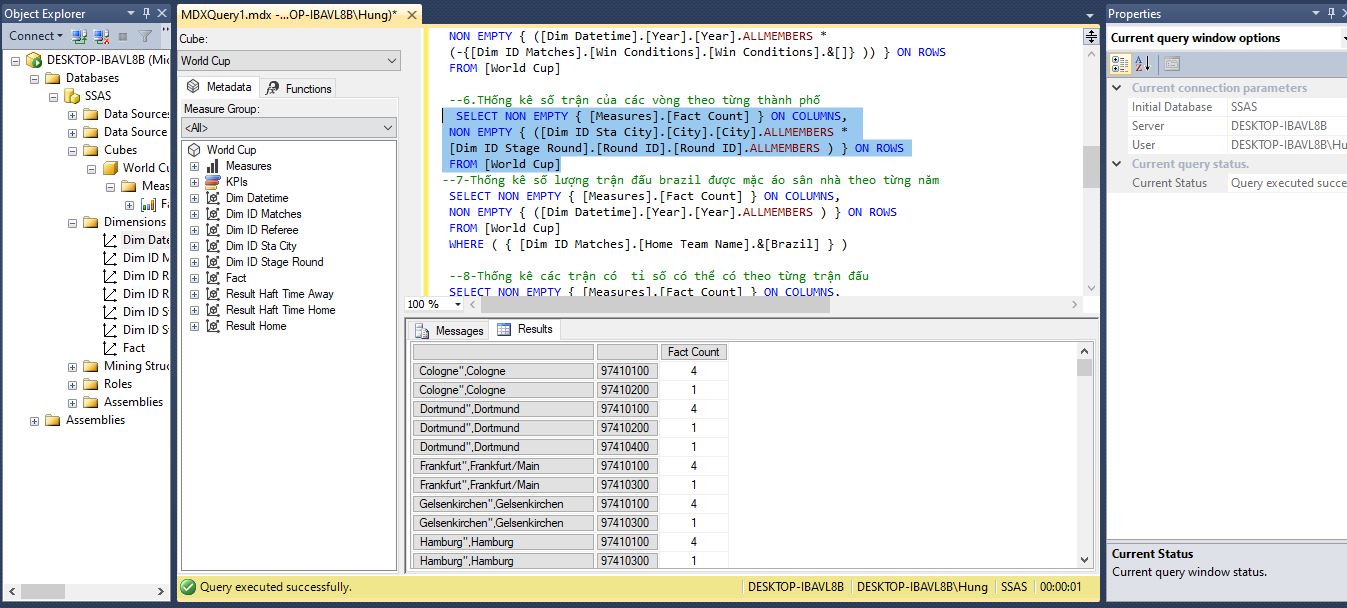 Object Explorer
Connect
DESKTOP-IBAVL8B (Mic
Databases
SSAS
Data Sources
Data Source
Cubes
World Cu
Meas
Fa
Dimensions
Dim Date
Dim ID M
Dim ID R
Dim ID R
Dim ID St
Dim ID St
Fact
Mining Struc
Roles
Assemblies
Assemblies
MDXQuery1.mdx -...OP-IBAVL8B\Hung)*
Cube:
World Cup
Metadata
Functions
Measure Group:
<All>
World Cup
Measures
KPIs
Dim Datetime
Dim ID Matches
Dim ID Referee
Dim ID Sta City
Dim ID Stage Round
Fact
Result Haft Time Away
Result Haft Time Home
Result Home
NON EMPTY { ([Dim Datetime].[Year].[Year].ALLMEMBERS *
(-{[Dim ID Matches].[Win Conditions].[Win Conditions].&[]} )) } ON ROWS
FROM [World Cup]
--6.THống kê số trận của các vòng theo từng thành phố
SELECT NON EMPTY { [Measures].[Fact Count] } ON COLUMNS,
NON EMPTY { ([Dim ID Sta City].[City].[City].ALLMEMBERS *
[Dim ID Stage Round].[Round ID].[Round ID].ALLMEMBERS ) } ON ROWS
FROM [World Cup]
--7-Thống kê số lượng trận đấu brazil được mặc áo sân nhà theo từng năm
SELECT NON EMPTY { [Measures].[Fact Count] } ON COLUMNS,
NON EMPTY { ([Dim Datetime].[Year].[Year].ALLMEMBERS ) } ON ROWS
FROM [World Cup]
WHERE ( { [Dim ID Matches].[Home Team Name].&[Brazil] } )
--8-Thống kê các trận có  tỉ số có thể có theo từng trận đấu
SELECT NON EMPTY { [Measures].[Fact Count] } ON COLUMNS,
100 %
Messages
Results
Fact Count
Cologne",Cologne 97410100 4
Cologne",Cologne 97410200 1
Dortmund",Dortmund 97410100 4
Dortmund",Dortmund 97410200 1
Dortmund",Dortmund 97410400 1
Frankfurt",Frankfurt/Main 97410100 4
Frankfurt",Frankfurt/Main 97410300 1
Gelsenkirchen",Gelsenkirchen 97410100 4
Gelsenkirchen",Gelsenkirchen 97410300 1
Hamburg",Hamburg 97410100 4
Hamburg",Hamburg 97410300 1
Query executed successfully.
DESKTOP-IBAVL8B
DESKTOP-IBAVL8B\Hung
SSAS
00:00:01
Properties
Current query window options
Current connection parameters
Initial Database SSAS
Server DESKTOP-IBAVL8B
User DESKTOP-IBAVL8B\Hu
Current query status.
Current Status Query executed succe
Current Status
Current query window status.